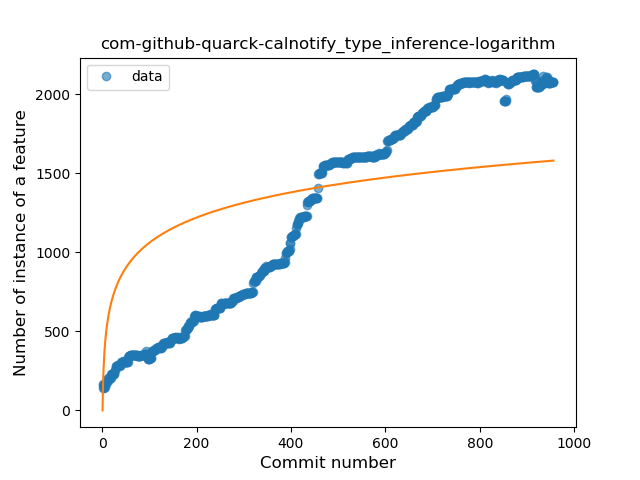 com-github-quarck-calnotify_type_inference-logarithm
data
Number of instance of a feature
2000
1500
1000
500
0
0 200 400 600 800 1000
Commit number